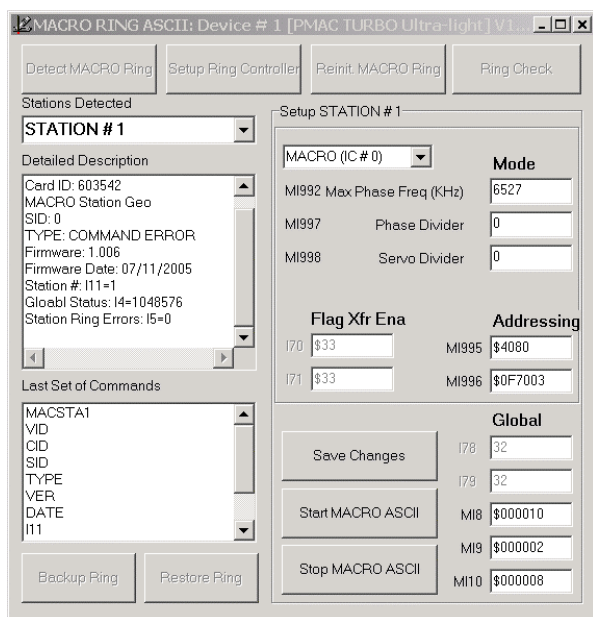 MACRO RING ASCII: Device # 1 [PMAC TURBO Ultra-light] V1...
Detect MACRO Ring
Setup Ring Controller
Reinit. MACRO Ring
Ring Check
Stations Detected
STATION # 1
Detailed Description
Card ID: 603542
MACRO Station Geo
SID: 0
TYPE: COMMAND ERROR
Firmware: 1.006
Firmware Date: 07/11/2005
Station #: I11=1
Gloabl Status: I4=1048576
Station Ring Errors: I5=0
Last Set of Commands
MACSTA1
VID
CID
SID
TYPE
VER
DATE
I11
Backup Ring
Restore Ring
Setup STATION # 1
MACRO (IC # 0)
Mode
MI992 Max Phase Freq (KHz) 6527
MI997 Phase Divider 0
MI998 Servo Divider 0
Flag Xfr Ena
Addressing
I70 $33
MI995 $4080
I71 $33
MI996 $0F7003
Global
Save Changes
I78 32
I79 32
Start MACRO ASCII
MI8 $000010
MI9 $000002
Stop MACRO ASCII
MI10 $000008